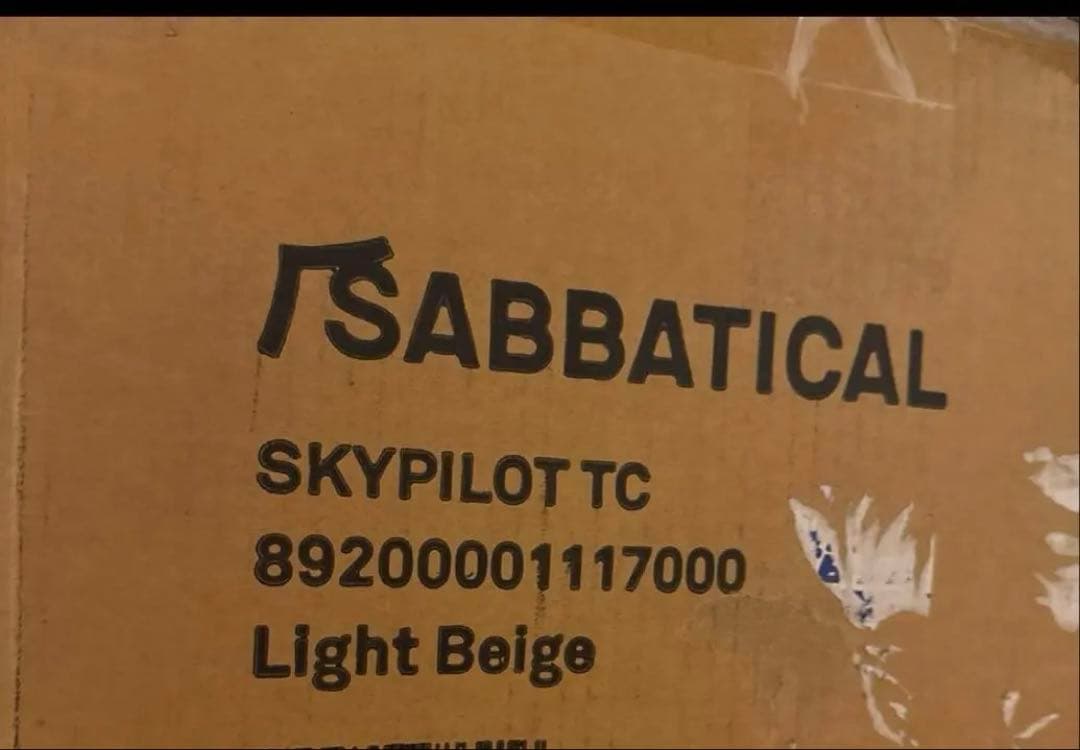 SABBATICAL
SKYPILOT TC
89200001117000
Light Beige